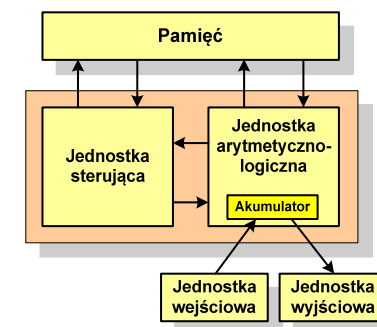 Pamięć
Jednostka
sterująca
Jednostka
arytmetyczno-
logiczna
Akumulator
Jednostka
wejściowa
Jednostka
wyjściowa